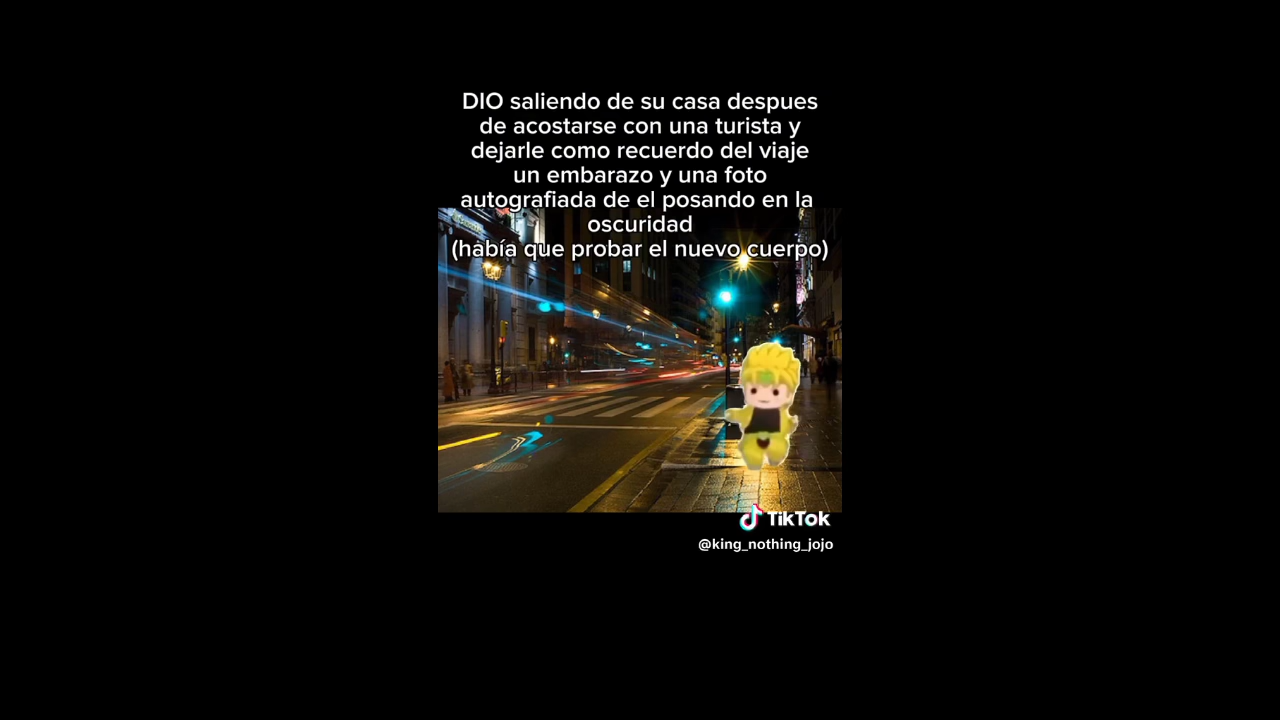 DIO saliendo de su casa despues
de acostarse con una turista y
dejarle como recuerdo del viaje
un embarazo y una foto
autografiada de el posando en la
oscuridad
(había que probar el nuevo cuerpo)
TikTok
@king_nothing_jojo